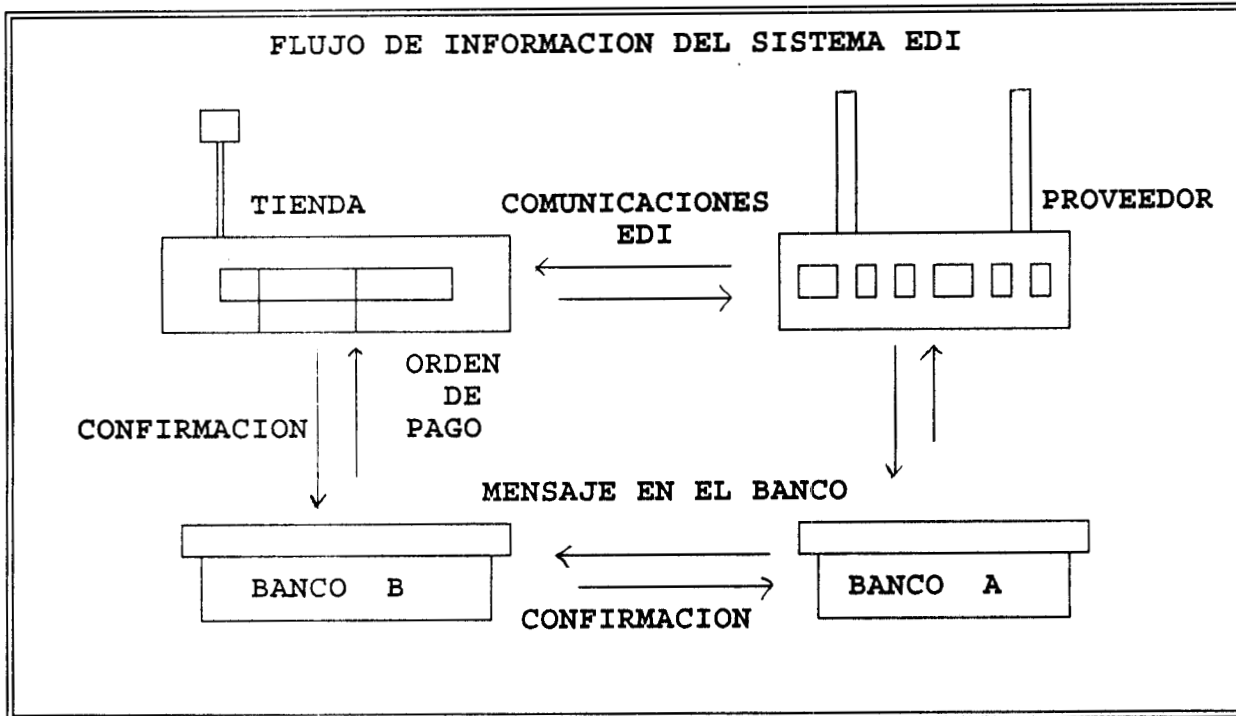 FLUJO DE INFORMACION DEL SISTEMA EDI
TIENDA
COMUNICACIONES
EDI
PROVEEDOR
ORDEN
DE
PAGO
CONFIRMACION
MENSAJE EN EL BANCO
BANCO B
BANCO A
CONFIRMACION